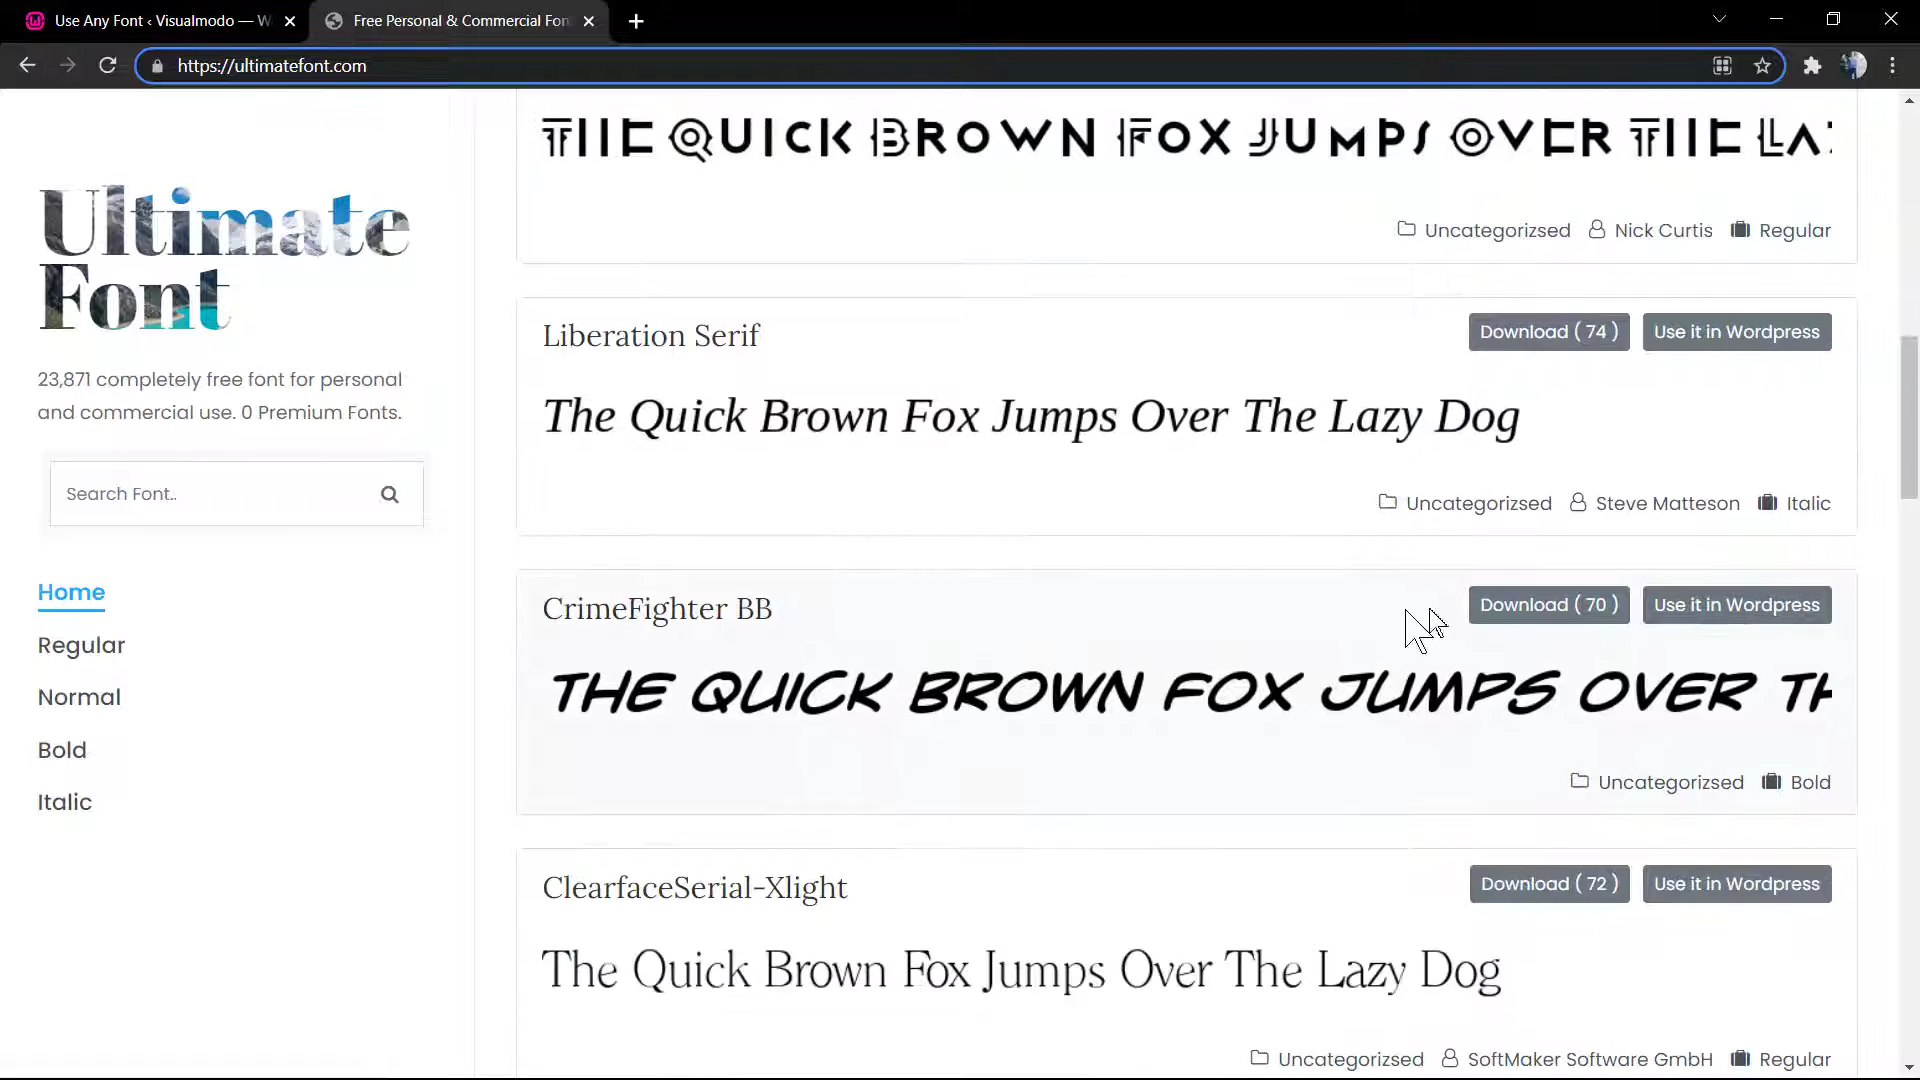 Use Any Font ‹ Visualmodo — W
Free Personal & Commercial Fon
https://ultimatefont.com
Ultimate
Font
23,871 completely free font for personal
and commercial use. 0 Premium Fonts.
Search Font..
Home
Regular
Normal
Bold
Italic
The Quick Brown Fox Jumps Over The La
Uncategorizsed Nick Curtis Regular
Liberation Serif
Download ( 74 ) Use it in Wordpress
The Quick Brown Fox Jumps Over The Lazy Dog
Uncategorizsed Steve Matteson Italic
CrimeFighter BB
Download ( 70 ) Use it in Wordpress
THE QUICK BROWN FOX JUMPS OVER TH
Uncategorizsed Bold
ClearfaceSerial-Xlight
Download ( 72 ) Use it in Wordpress
The Quick Brown Fox Jumps Over The Lazy Dog
Uncategorizsed SoftMaker Software GmbH Regular